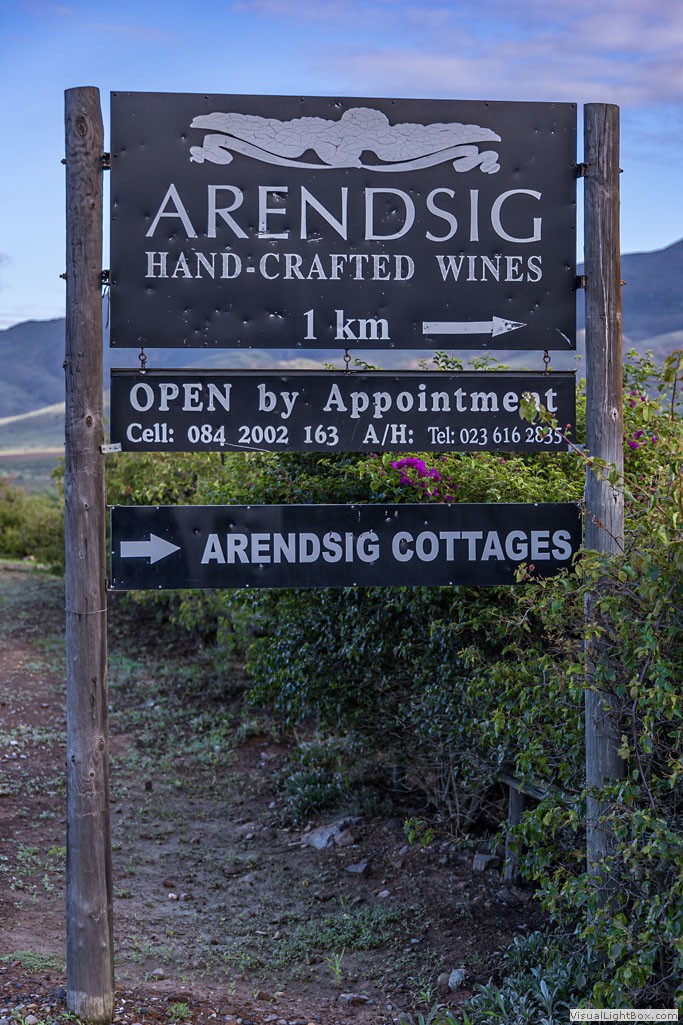 ARENDSIG
HAND-CRAFTED WINES
1 km
OPEN by Appointment
Cell: 084 2002 163 A/H: Tel: 023 616 2835
ARENDSIG COTTAGES
VisualLightBox.com